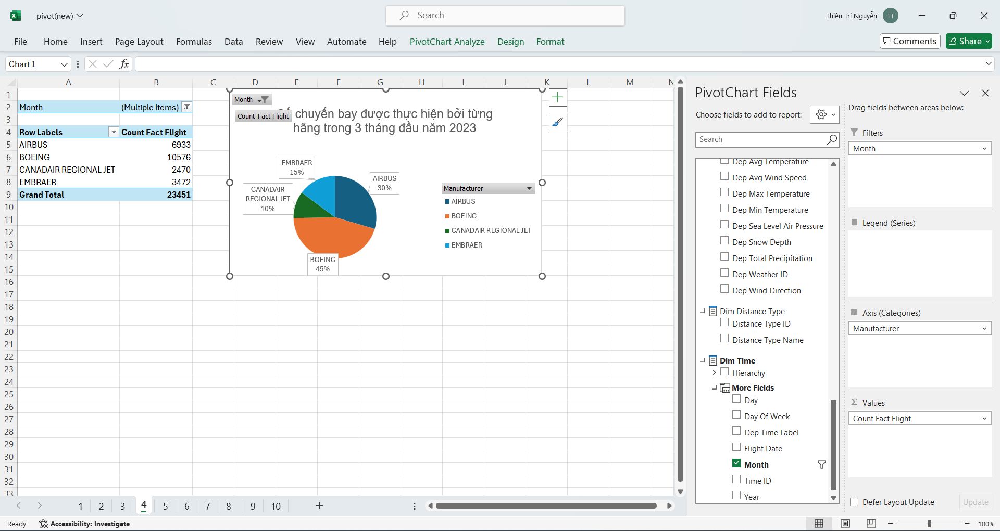 pivot(new)
Search
Thiện Trí Nguyễn
TT
File Home Insert Page Layout Formulas Data Review View Automate Help PivotChart Analyze Design Format
Comments
Share
Chart 1
fx
A B C D E F G H I J K L M N
1
2 Month (Multiple Items)
3
4 Row Labels Count Fact Flight
5 AIRBUS 6933
6 BOEING 10576
7 CANADAIR REGIONAL JET 2470
8 EMBRAER 3472
9 Grand Total 23451
10
11
12
13
14
15
16
17
18
19
20
21
22
23
24
25
26
27
28
29
30
31
32
33
Month
Count Fact Flight
chuyến bay được thực hiện bởi từng
hãng trong 3 tháng đầu năm 2023
EMBRAER
15%
AIRBUS
30%
CANADAIR
REGIONAL JET
10%
BOEING
45%
Manufacturer
AIRBUS
BOEING
CANADAIR REGIONAL JET
EMBRAER
PivotChart Fields
Choose fields to add to report:
Search
Dep Avg Temperature
Dep Avg Wind Speed
Dep Max Temperature
Dep Min Temperature
Dep Sea Level Air Pressure
Dep Snow Depth
Dep Total Precipitation
Dep Weather ID
Dep Wind Direction
Dim Distance Type
Distance Type ID
Distance Type Name
Dim Time
Hierarchy
More Fields
Day
Day Of Week
Dep Time Label
Flight Date
Month
Time ID
Year
Drag fields between areas below:
Filters
Month
Legend (Series)
Axis (Categories)
Manufacturer
Σ Values
Count Fact Flight
Defer Layout Update
Update
1 2 3 4 5 6 7 8 9 10
Ready
Accessibility: Investigate
100%